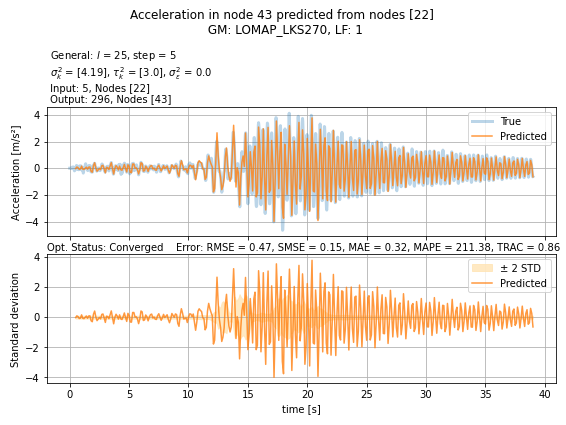 Acceleration in node 43 predicted from nodes [22]
GM: LOMAP_LKS270, LF: 1
General: l = 25, step = 5
σ_k^2 = [4.19], τ_k^2 = [3.0], σ_ε^2 = 0.0
Input: 5, Nodes [22]
Output: 296, Nodes [43]
4
2
0
−2
−4
Acceleration [m/s²]
True
Predicted
Opt. Status: Converged Error: RMSE = 0.47, SMSE = 0.15, MAE = 0.32, MAPE = 211.38, TRAC = 0.86
4
2
0
−2
−4
Standard deviation
± 2 STD
Predicted
0 5 10 15 20 25 30 35 40
time [s]